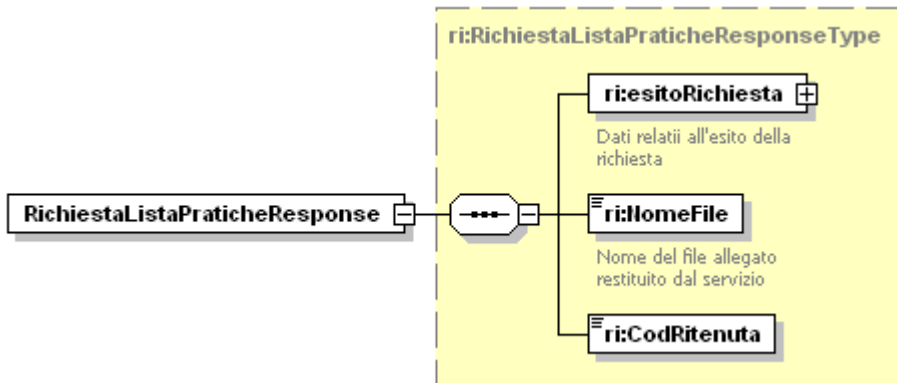 ri:RichiestaListaPraticheResponseType
ri:esitoRichiesta
Dati relatii all'esito della
richiesta
RichiestaListaPraticheResponse
ri:NomeFile
Nome del file allegato
restituito dal servizio
ri:CodRitenuta